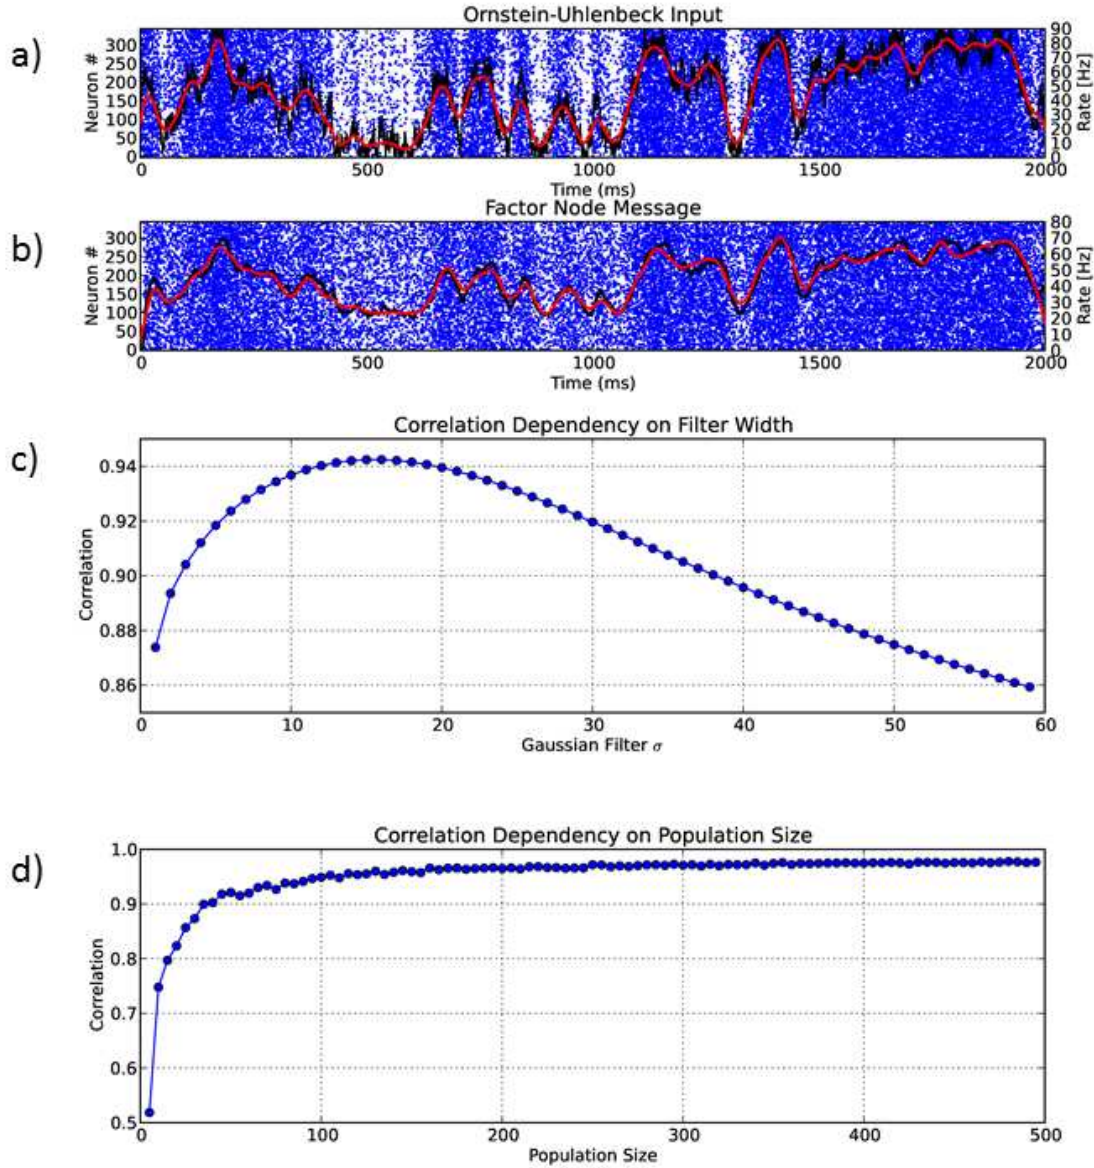 Ornstein-Uhlenbeck Input
a)
Neuron #
350
300
250
200
150
100
50
0
90
80
70
60
50
40
30
20
10
0
Rate [Hz]
0 500 1000 1500 2000
Time (ms)
Factor Node Message
b)
Neuron #
300
250
200
150
100
50
0
80
70
60
50
40
30
20
10
0
Rate [Hz]
0 500 1000 1500 2000
Time (ms)
Correlation Dependency on Filter Width
c)
Correlation
0.94
0.92
0.90
0.88
0.86
0 10 20 30 40 50 60
Gaussian Filter σ
Correlation Dependency on Population Size
d)
Correlation
1.0
0.9
0.8
0.7
0.6
0.5
0 100 200 300 400 500
Population Size